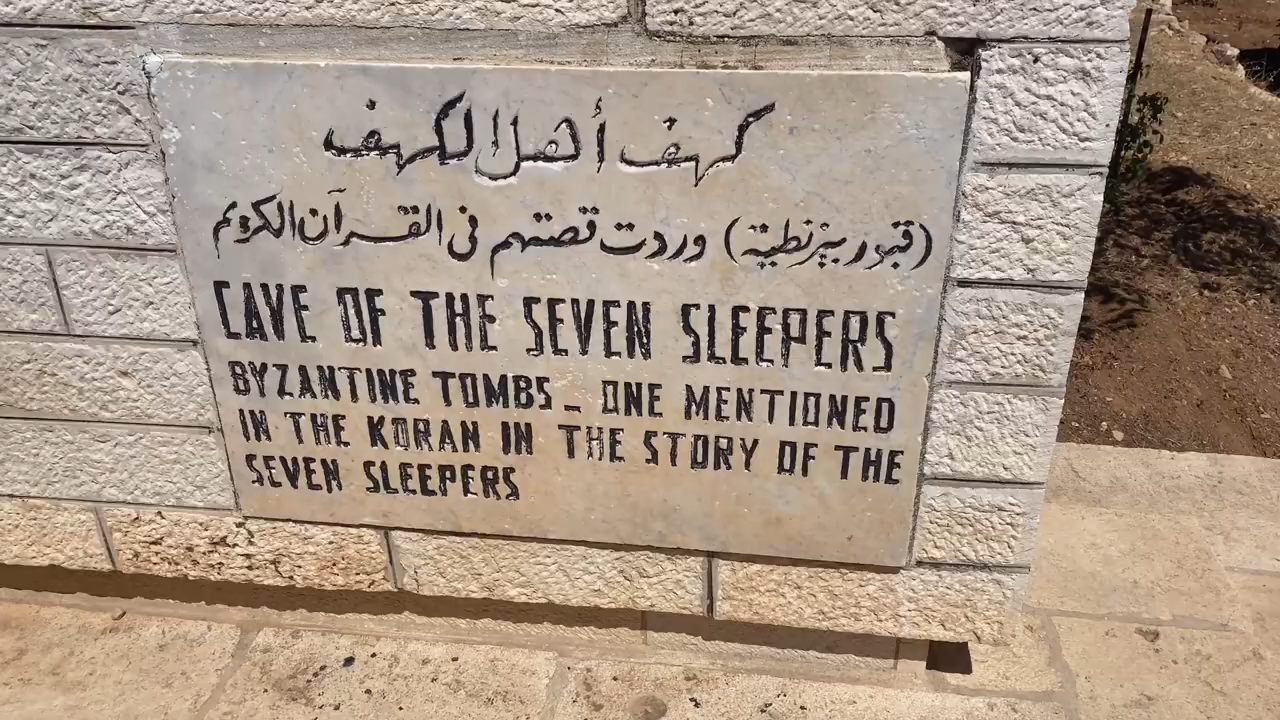 كهف أهل الكهف
(قبور بيزنطية) وردت قصتهم في القرآن الكريم
CAVE OF THE SEVEN SLEEPERS
BYZANTINE TOMBS _ ONE MENTIONED
IN THE KORAN IN THE STORY OF THE
SEVEN SLEEPERS